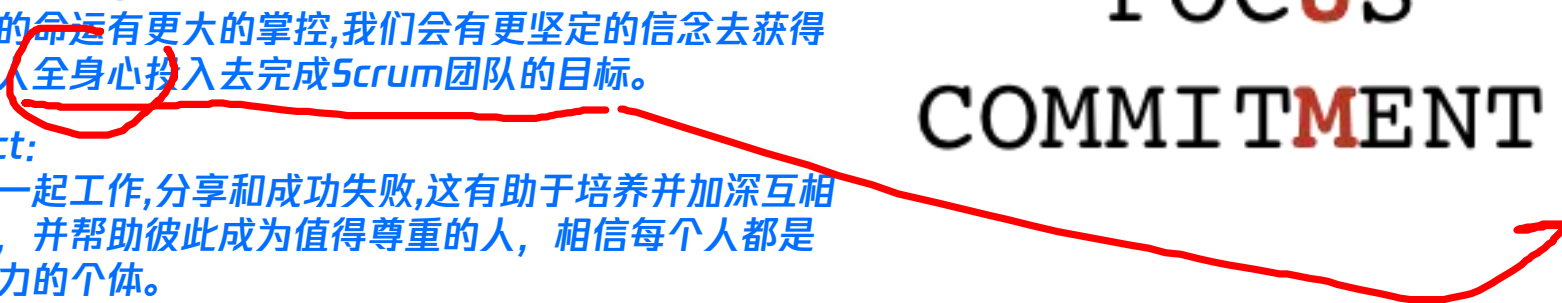 的命运有更大的掌控,我们会有更坚定的信念去获得
人全身心投入去完成Scrum团队的目标。
ct:
一起工作,分享和成功失败,这有助于培养并加深互相
，并帮助彼此成为值得尊重的人，相信每个人都是
力的个体。
FOCUS
COMMITMENT